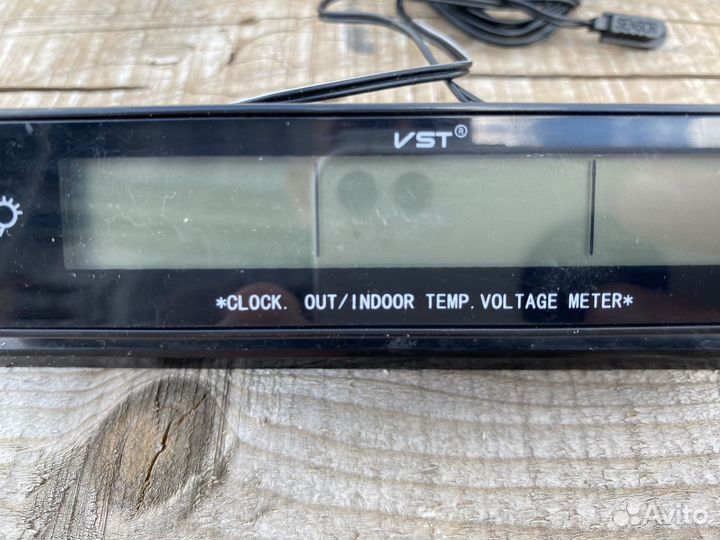 SENSOR
VST®
*CLOCK. OUT/INDOOR TEMP. VOLTAGE METER*
Avito